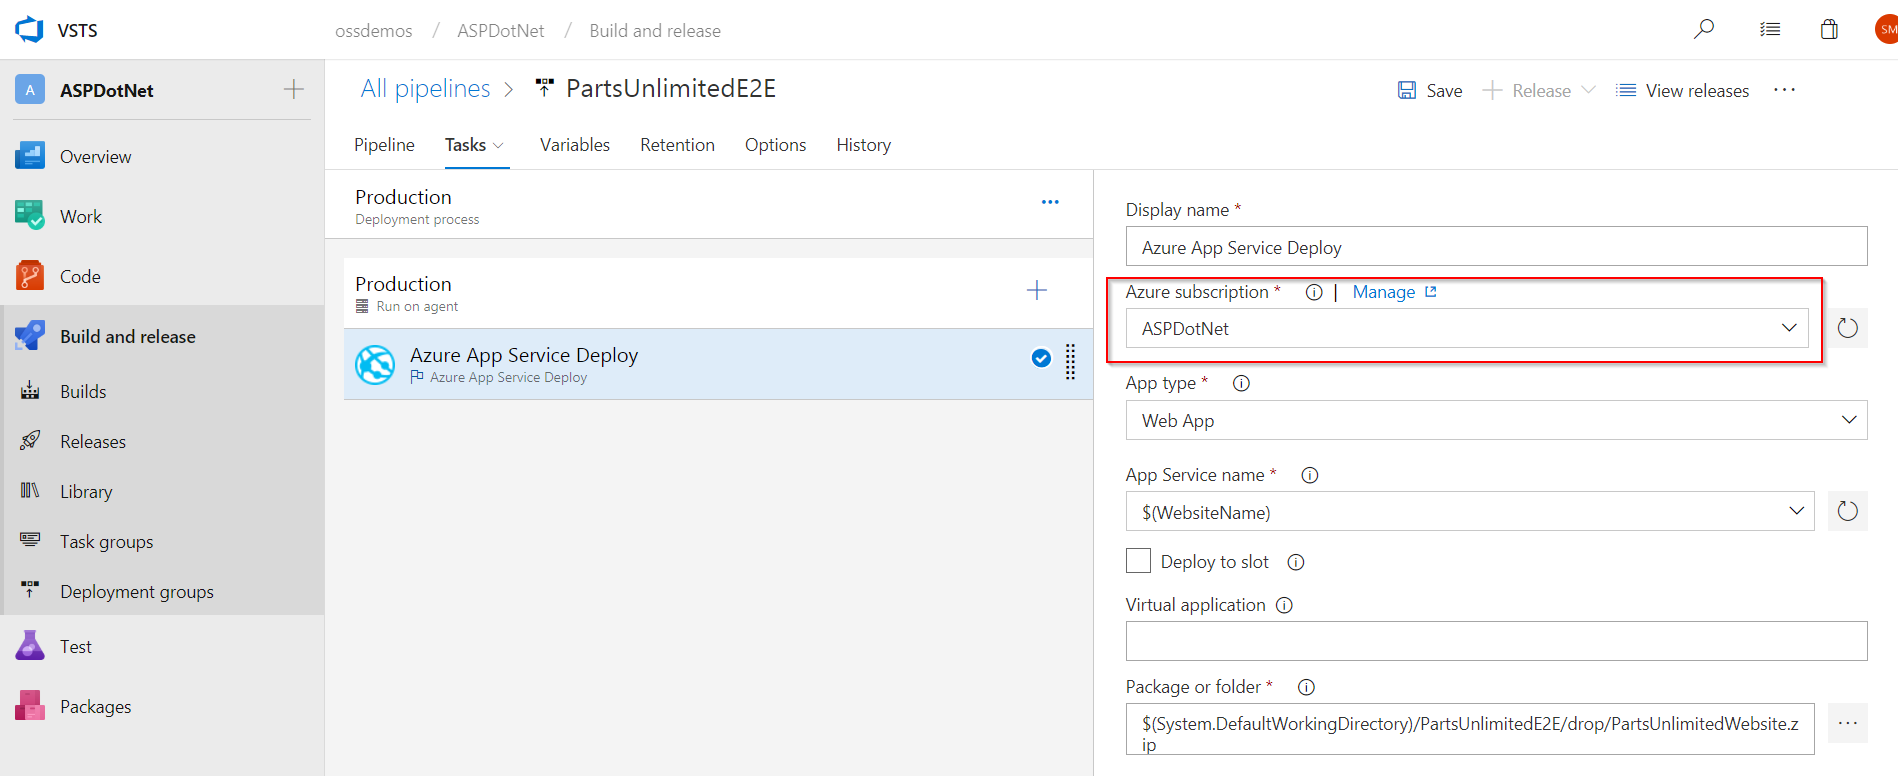 VSTS
ossdemos / ASPDotNet / Build and release
SM
A ASPDotNet
Overview
Work
Code
Build and release
Builds
Releases
Library
Task groups
Deployment groups
Test
Packages
All pipelines > PartsUnlimitedE2E
Save Release View releases ...
Pipeline Tasks Variables Retention Options History
Production
Deployment process
...
Production
Run on agent
Azure App Service Deploy
Azure App Service Deploy
Display name *
Azure App Service Deploy
Azure subscription * | Manage
ASPDotNet
App type *
Web App
App Service name *
$(WebsiteName)
Deploy to slot
Virtual application
Package or folder *
$(System.DefaultWorkingDirectory)/PartsUnlimitedE2E/drop/PartsUnlimitedWebsite.z
ip
...